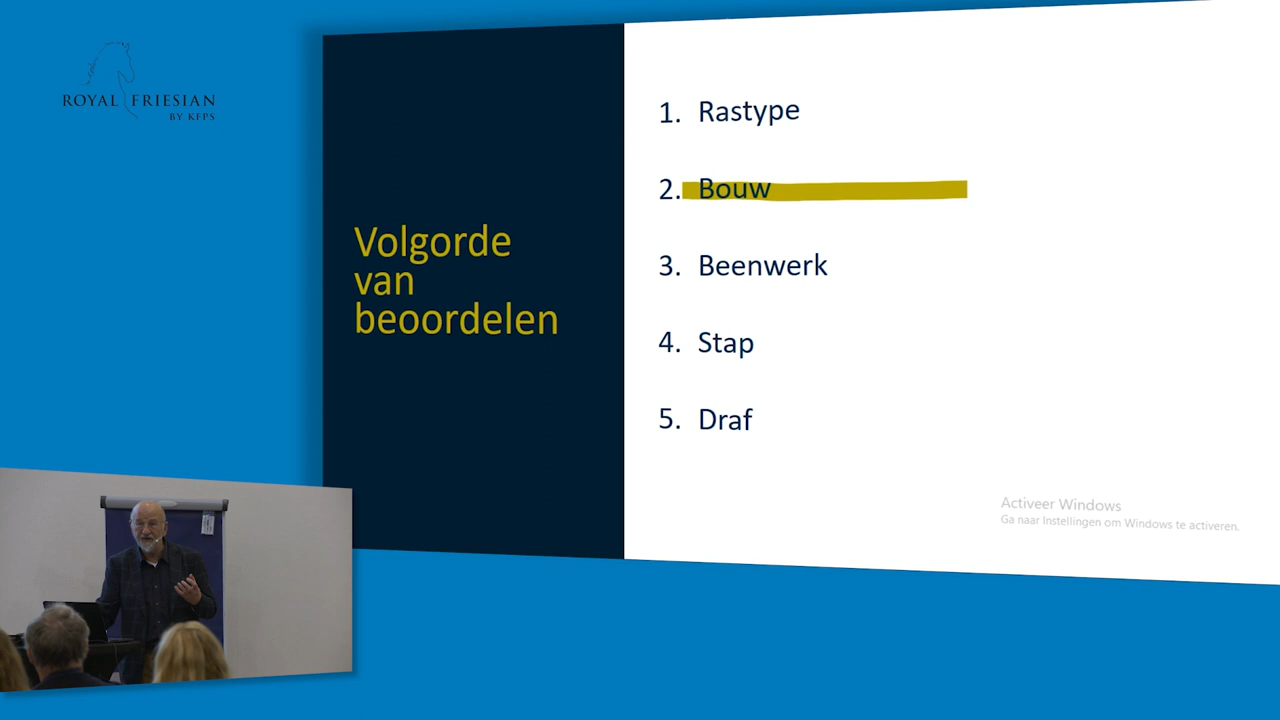 ROYAL FRIESIAN
BY KFPS
Volgorde
van
beoordelen
1. Rastype
2. Bouw
3. Beenwerk
4. Stap
5. Draf
Activeer Windows
Ga naar Instellingen om Windows te activeren.